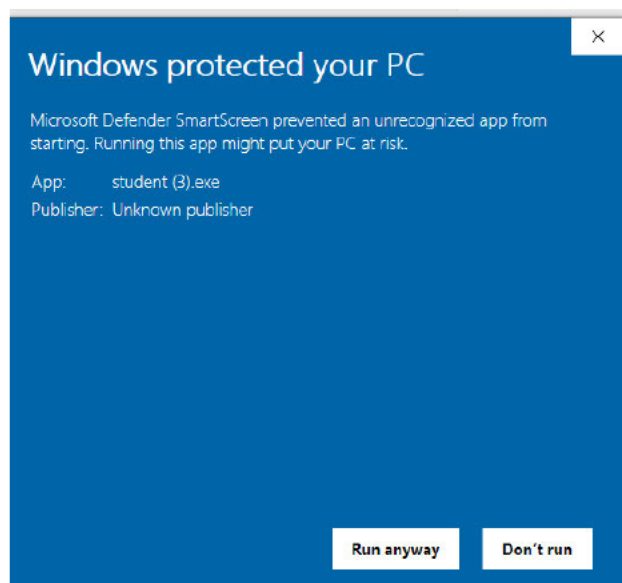 Windows protected your PC
Microsoft Defender SmartScreen prevented an unrecognized app from
starting. Running this app might put your PC at risk.
App: student (3).exe
Publisher: Unknown publisher
Run anyway Don't run